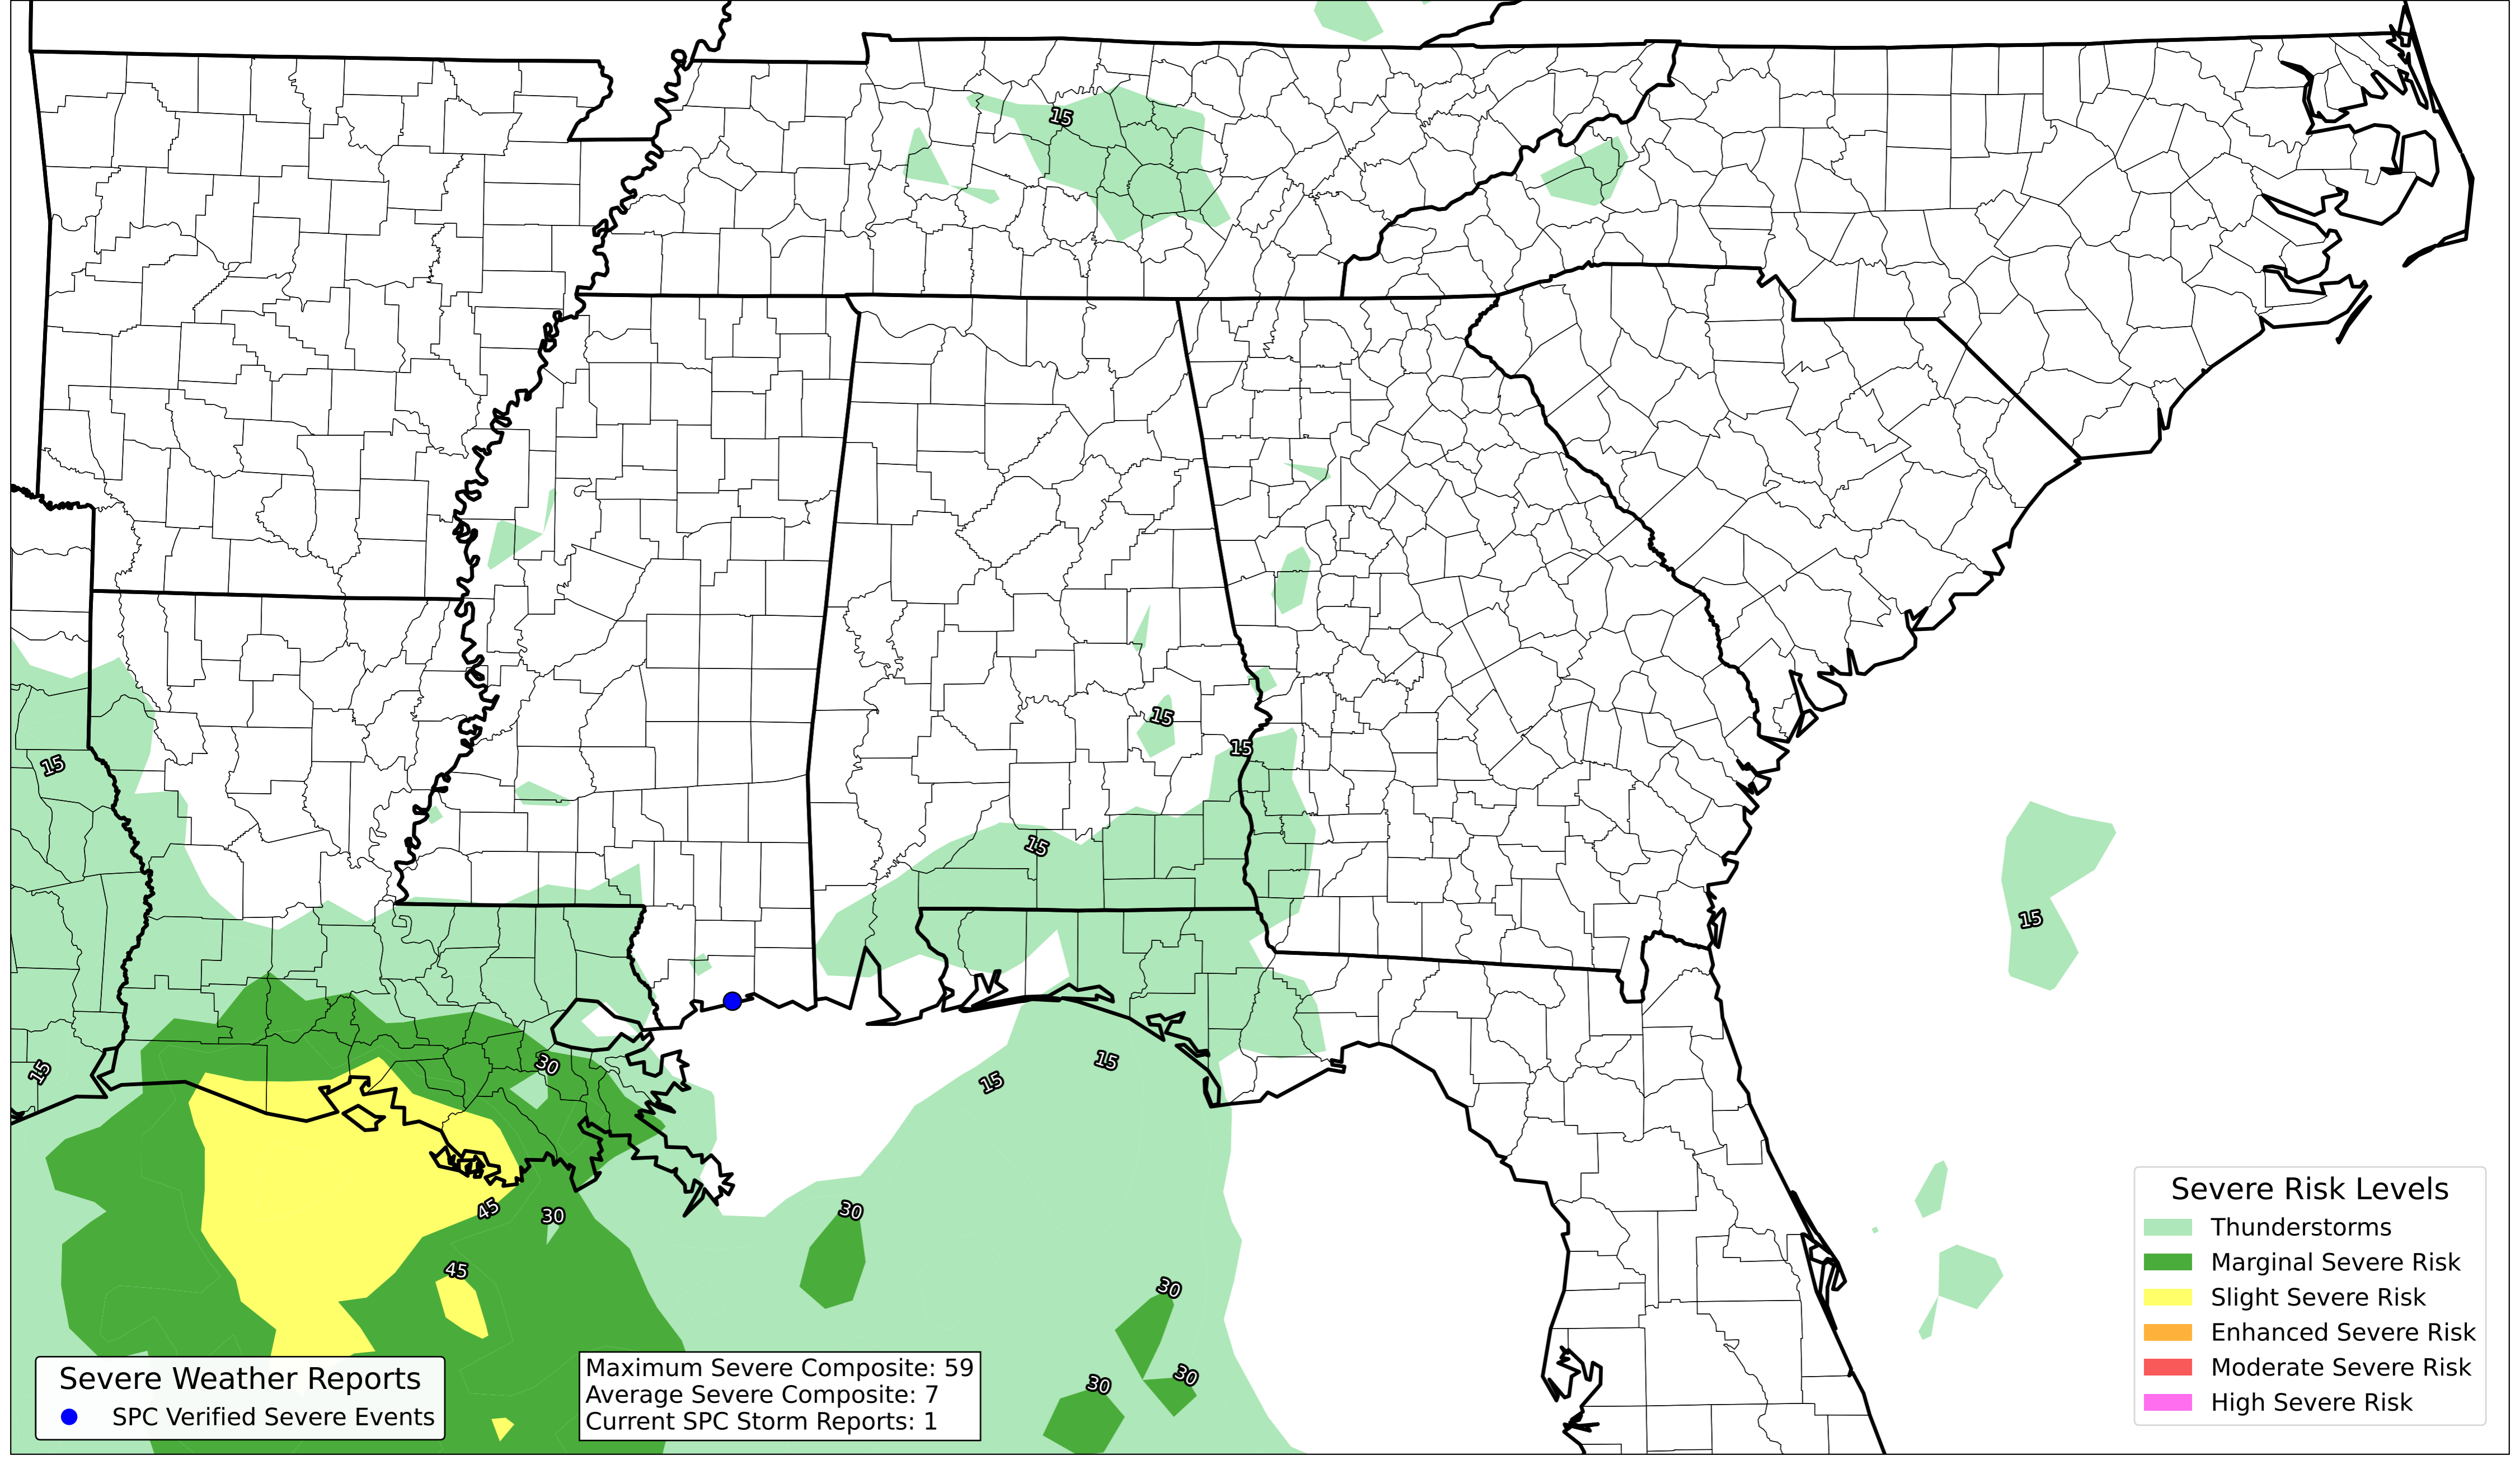 15
15
15
15
15
15
30
15
15
15
30
45
30
45
30
30
30
Severe Risk Levels
Thunderstorms
Marginal Severe Risk
Slight Severe Risk
Enhanced Severe Risk
Moderate Severe Risk
High Severe Risk
Severe Weather Reports
SPC Verified Severe Events
Maximum Severe Composite: 59
Average Severe Composite: 7
Current SPC Storm Reports: 1